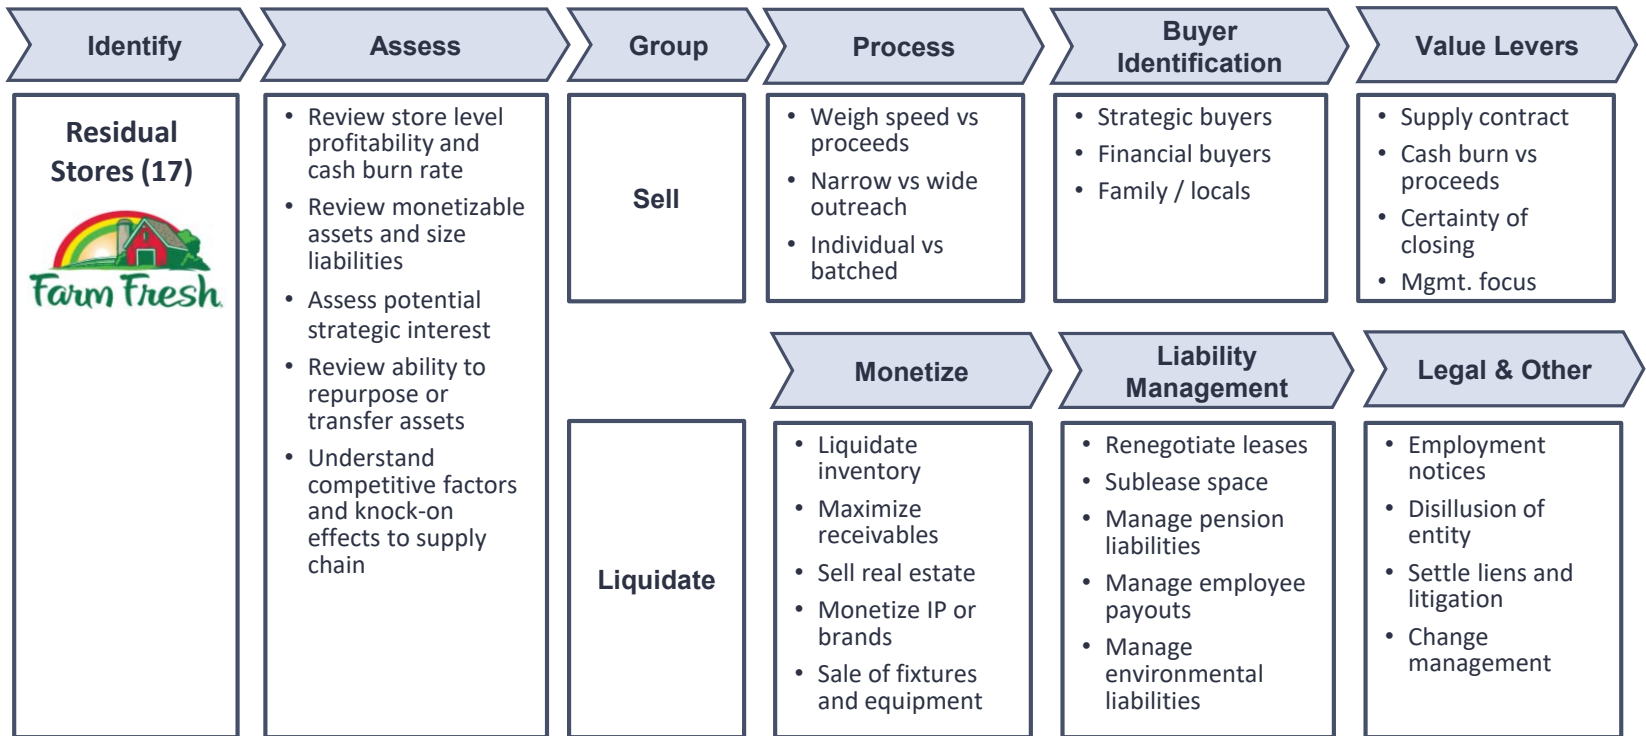 Identify
Assess
Group
Process
Buyer
Identification
Value Levers
Residual
Stores (17)
Farm Fresh
• Review store level
profitability and
cash burn rate
• Review monetizable
assets and size
liabilities
• Assess potential
strategic interest
• Review ability to
repurpose or
transfer assets
• Understand
competitive factors
and knock-on
effects to supply
chain
Sell
• Weigh speed vs
proceeds
• Narrow vs wide
outreach
• Individual vs
batched
• Strategic buyers
• Financial buyers
• Family / locals
• Supply contract
• Cash burn vs
proceeds
• Certainty of
closing
• Mgmt. focus
Monetize
Liability
Management
Legal & Other
Liquidate
• Liquidate
inventory
• Maximize
receivables
• Sell real estate
• Monetize IP or
brands
• Sale of fixtures
and equipment
• Renegotiate leases
• Sublease space
• Manage pension
liabilities
• Manage employee
payouts
• Manage
environmental
liabilities
• Employment
notices
• Disillusion of
entity
• Settle liens and
litigation
• Change
management